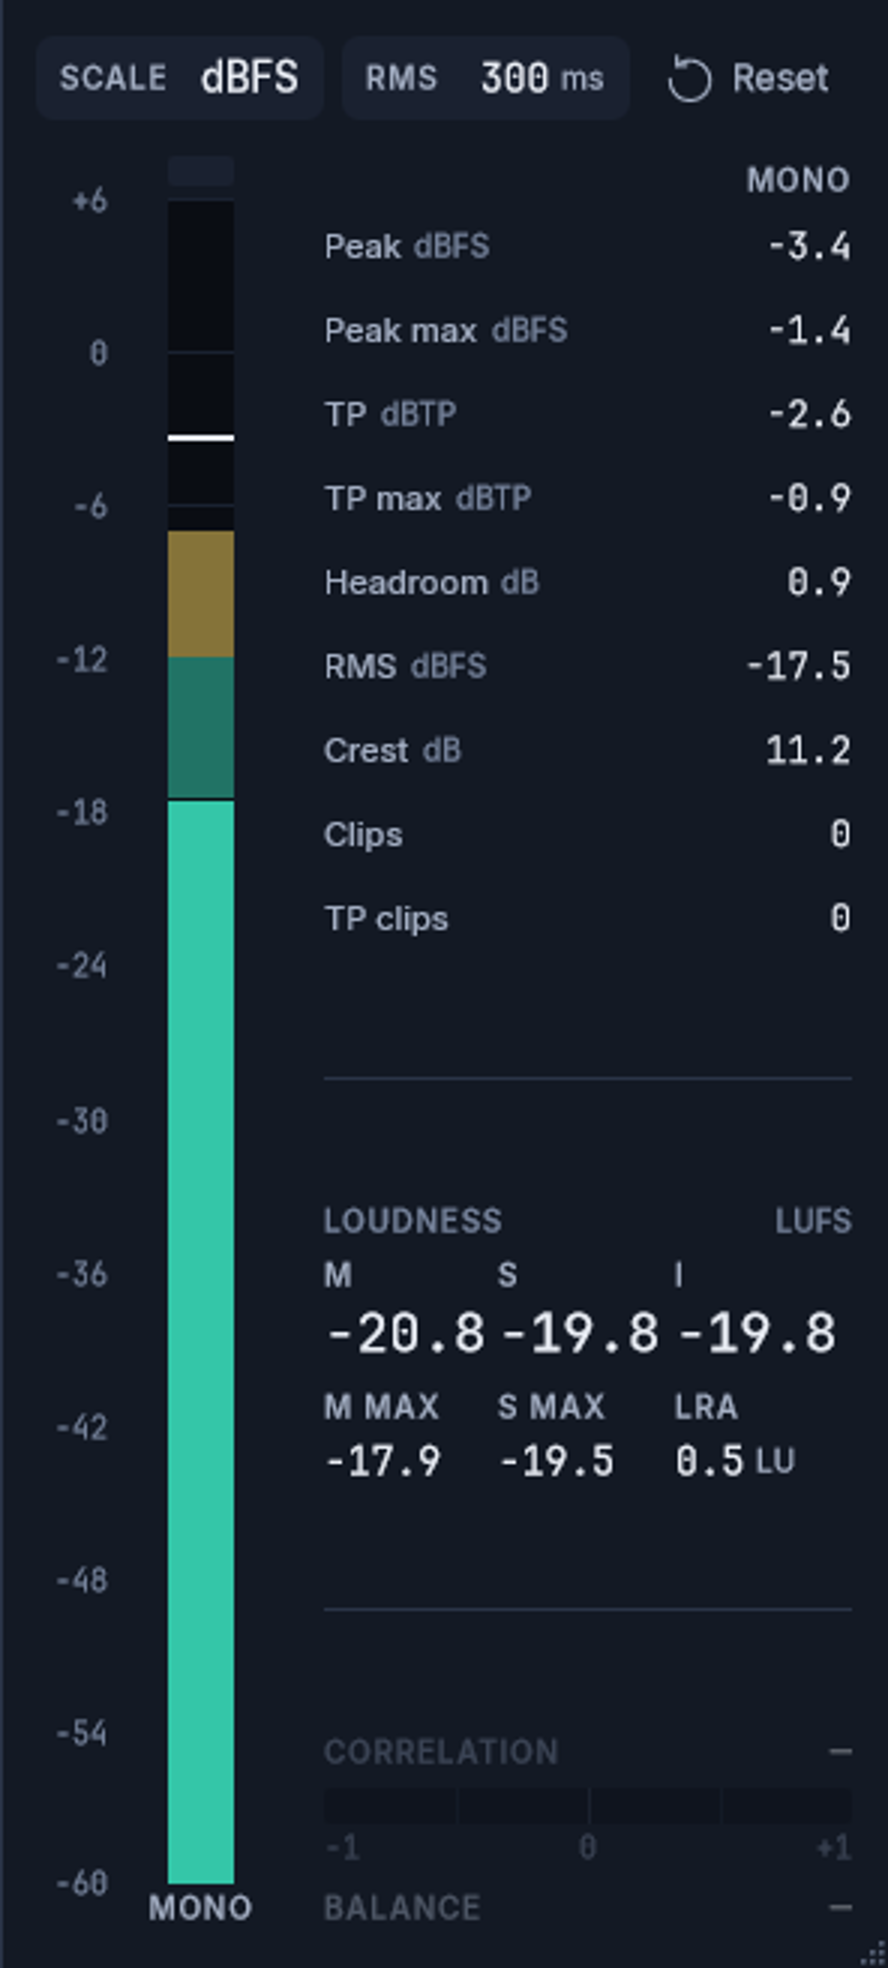 SCALE dBFS RMS 300 ms Reset
MONO
+6
Peak dBFS -3.4
Peak max dBFS -1.4
0
TP dBTP -2.6
TP max dBTP -0.9
-6
Headroom dB 0.9
-12
RMS dBFS -17.5
Crest dB 11.2
-18
Clips 0
TP clips 0
-24
-30
LOUDNESS LUFS
-36
M S I
-20.8 -19.8 -19.8
M MAX S MAX LRA
-42
-17.9 -19.5 0.5 LU
-48
-54
CORRELATION –
-1 0 +1
-60
MONO
BALANCE –